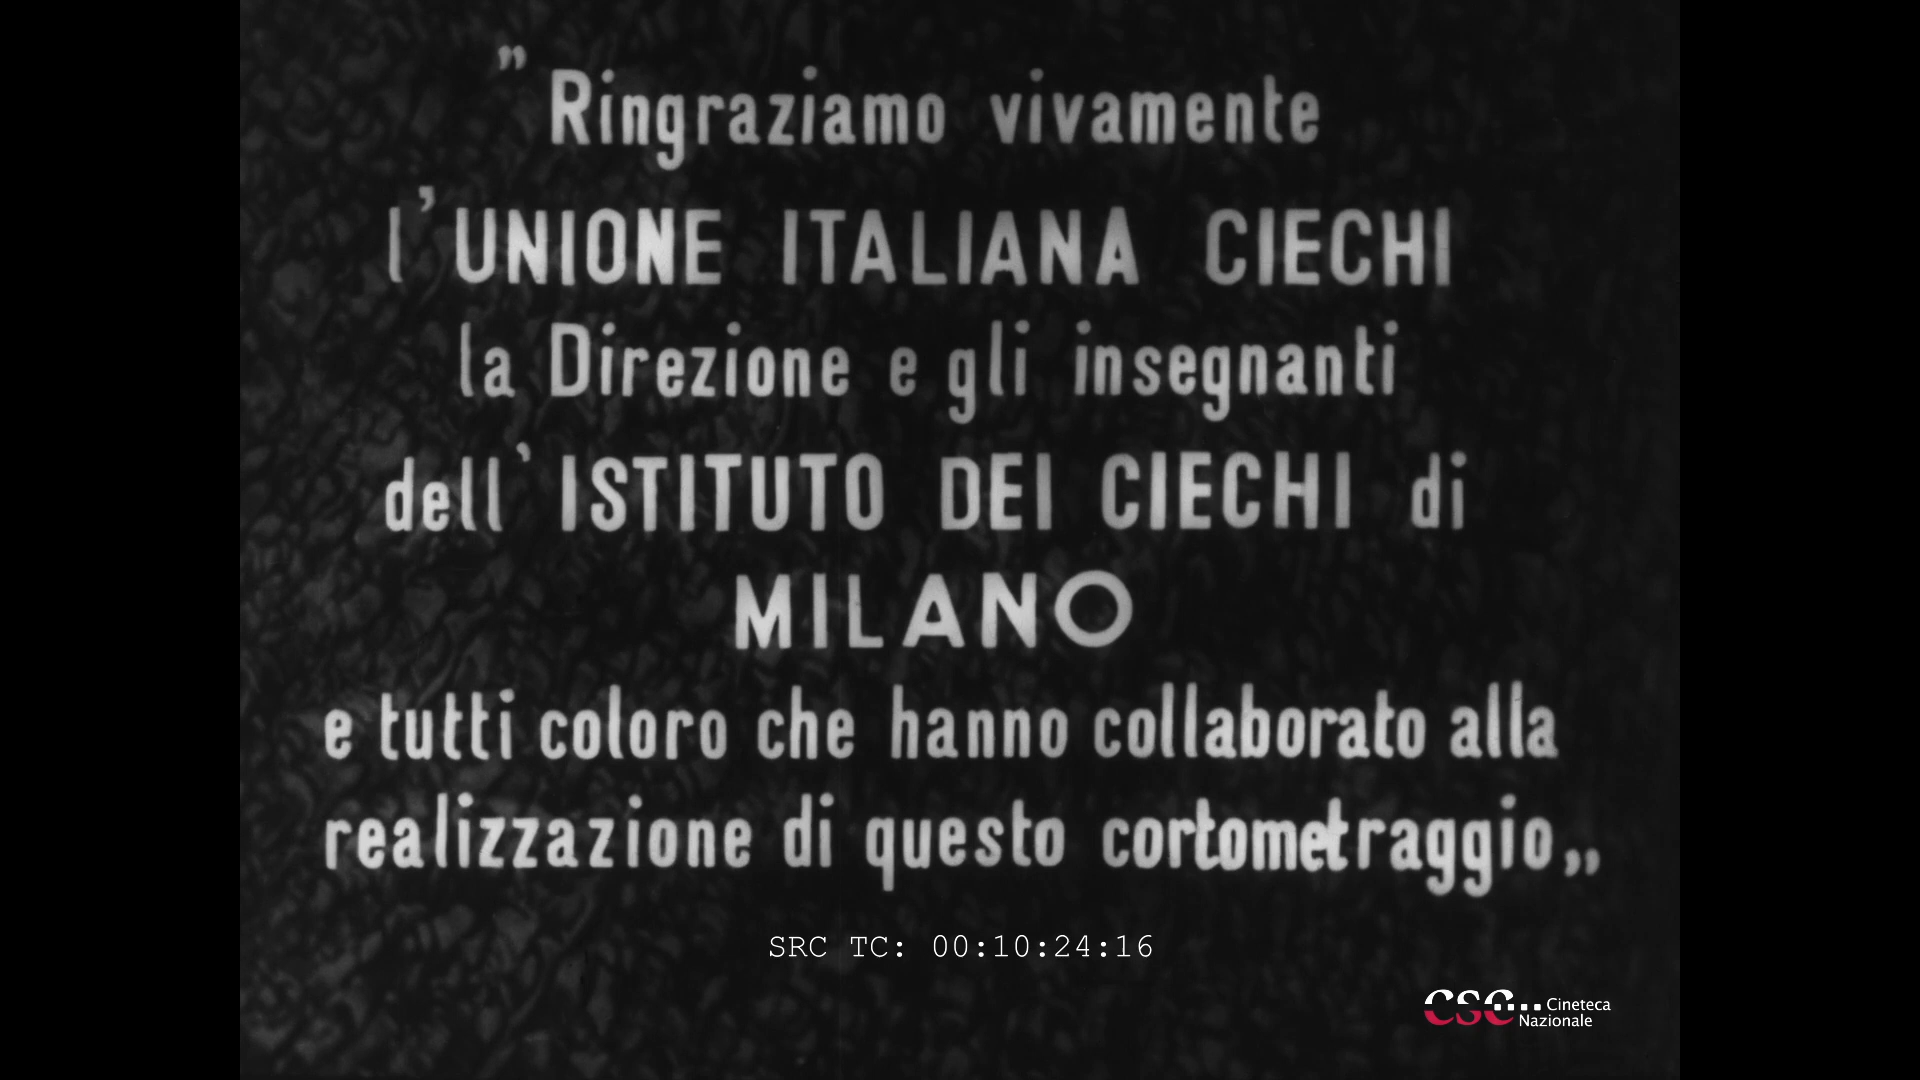 " Ringraziamo vivamente
l'UNIONE ITALIANA CIECHI
la Direzione e gli insegnanti
dell' ISTITUTO DEI CIECHI di
MILANO
e tutti coloro che hanno collaborato alla
realizzazione di questo cortometraggio„
SRC TC: 00:10:24:16
CSC... Cineteca
Nazionale